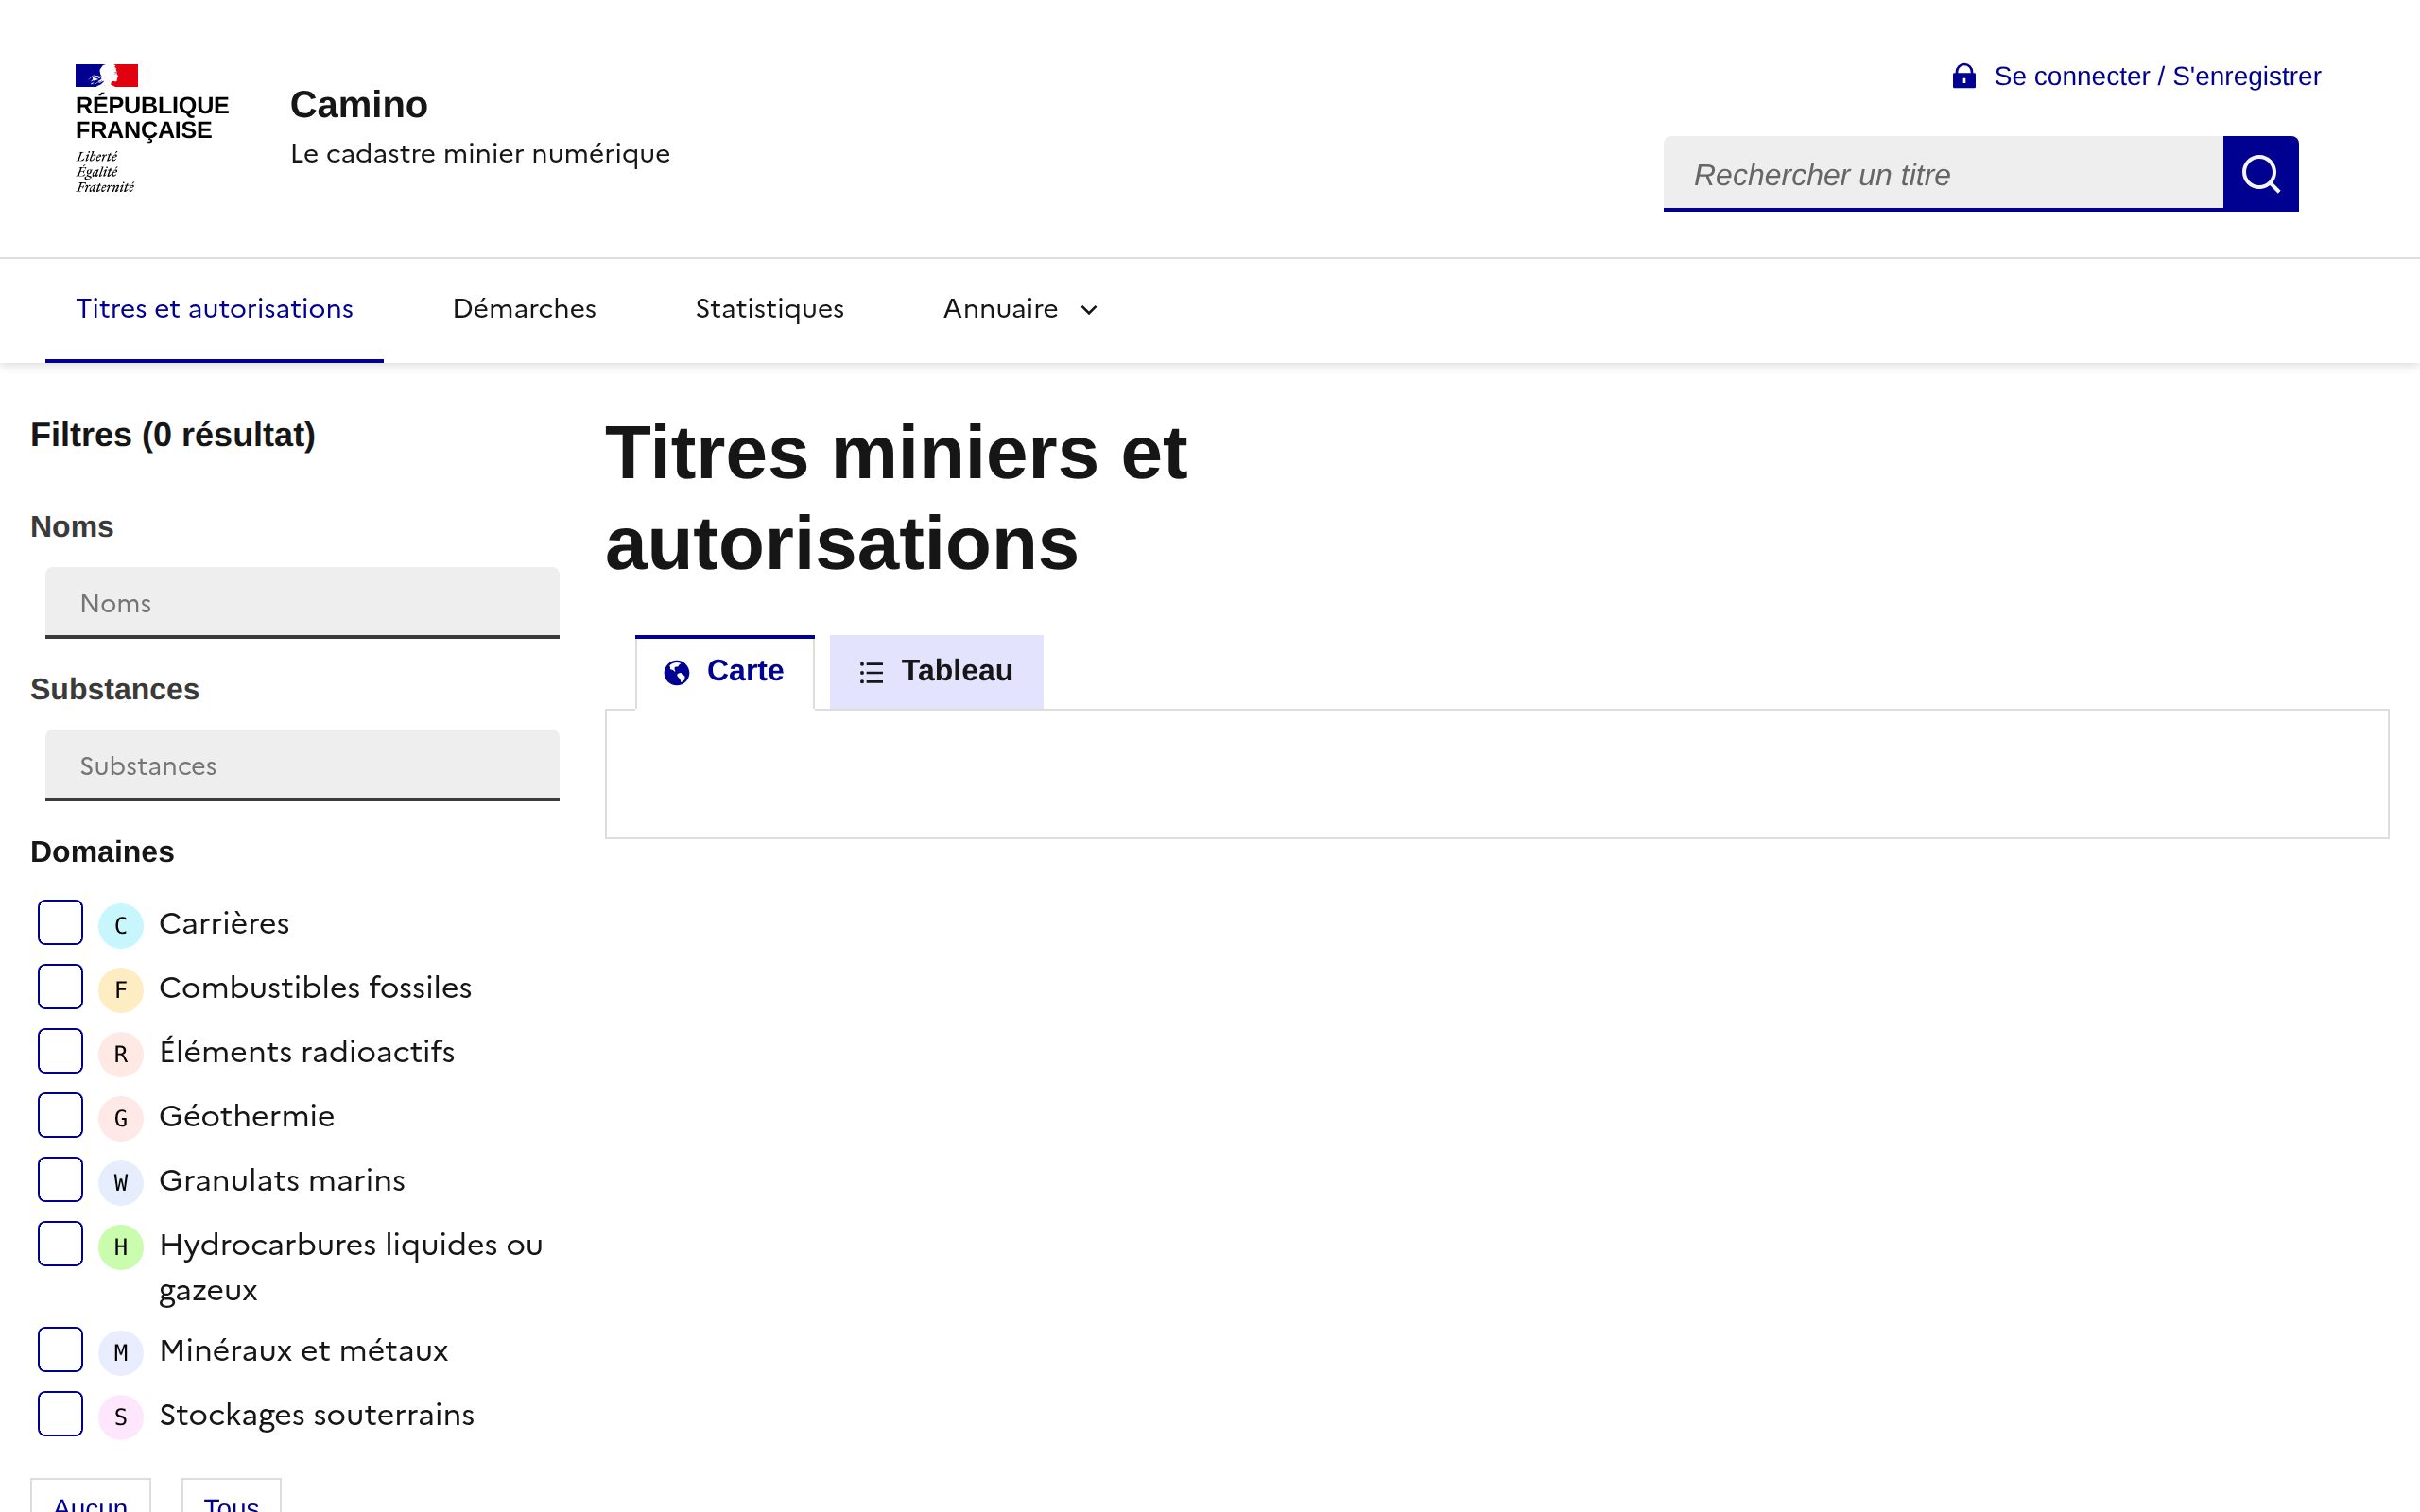 RÉPUBLIQUE
FRANÇAISE
Liberté
Égalité
Fraternité
Camino
Le cadastre minier numérique
Se connecter / S'enregistrer
Rechercher un titre
Titres et autorisations
Démarches
Statistiques
Annuaire
Filtres (0 résultat)
Noms
Noms
Substances
Substances
Domaines
C Carrières
F Combustibles fossiles
R Éléments radioactifs
G Géothermie
W Granulats marins
H Hydrocarbures liquides ou
gazeux
M Minéraux et métaux
S Stockages souterrains
Aucun
Tous
Titres miniers et
autorisations
Carte
Tableau